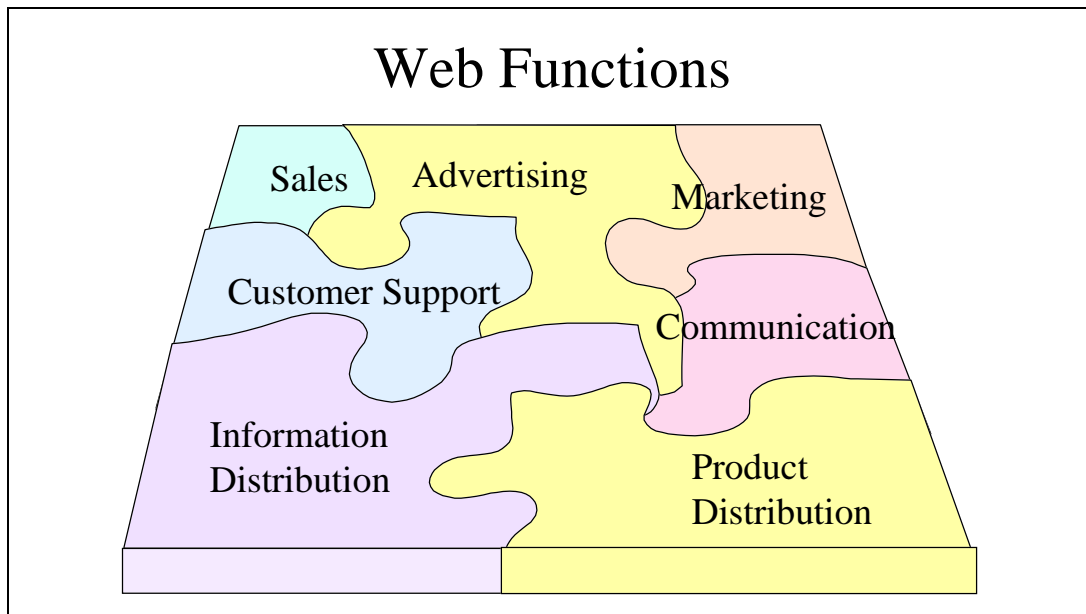 Web Functions
Sales
Advertising
Marketing
Customer Support
Communication
Information
Distribution
Product
Distribution